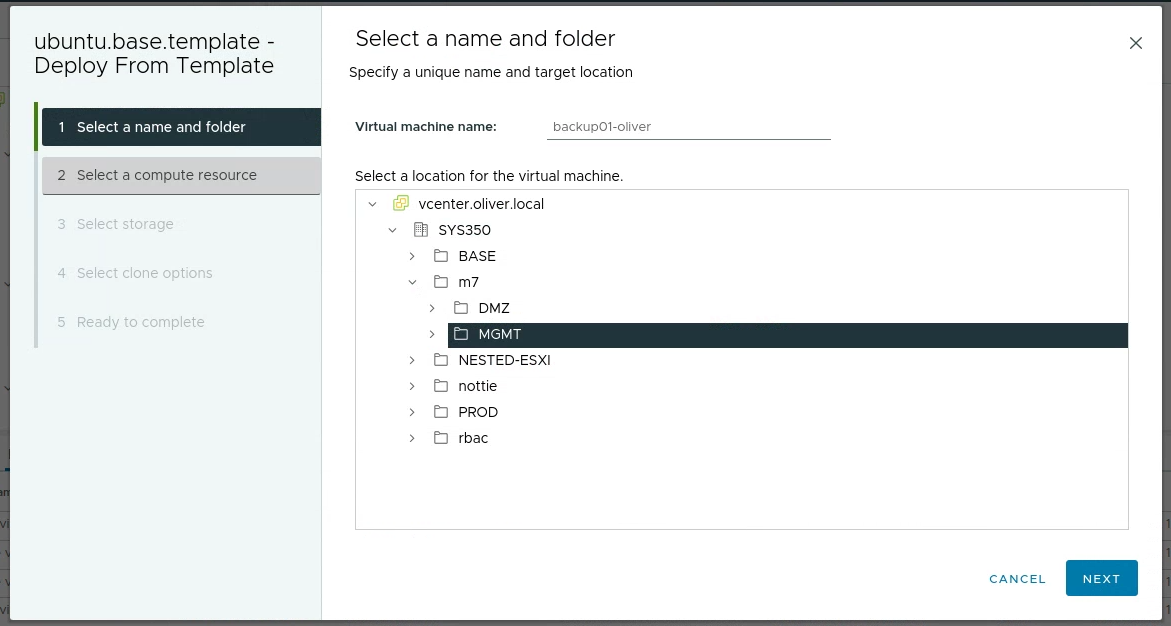 ubuntu.base.template -
Deploy From Template
1 Select a name and folder
2 Select a compute resource
3 Select storage
4 Select clone options
5 Ready to complete
Select a name and folder
Specify a unique name and target location
Virtual machine name: backup01-oliver
Select a location for the virtual machine.
vcenter.oliver.local
SYS350
BASE
m7
DMZ
MGMT
NESTED-ESXI
nottie
PROD
rbac
CANCEL NEXT